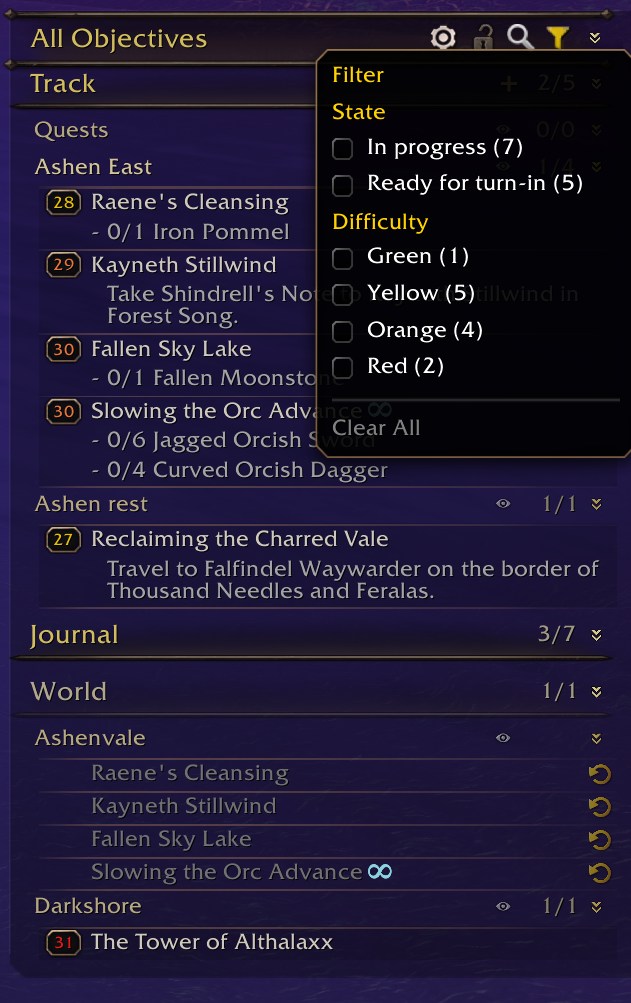 All Objectives
Track
2/5
Quests
0/0
Ashen East
1/4
28 Raene's Cleansing
- 0/1 Iron Pommel
29 Kayneth Stillwind
Take Shindrell's Note to Kayneth Stillwind in
Forest Song.
30 Fallen Sky Lake
- 0/1 Fallen Moonstone
30 Slowing the Orc Advance
- 0/6 Jagged Orcish Sword
- 0/4 Curved Orcish Dagger
Filter
State
In progress (7)
Ready for turn-in (5)
Difficulty
Green (1)
Yellow (5)
Orange (4)
Red (2)
Clear All
Ashen rest 1/1
27 Reclaiming the Charred Vale
Travel to Falfindel Waywarder on the border of
Thousand Needles and Feralas.
Journal 3/7
World 1/1
Ashenvale
Raene's Cleansing
Kayneth Stillwind
Fallen Sky Lake
Slowing the Orc Advance
Darkshore 1/1
31 The Tower of Althalaxx